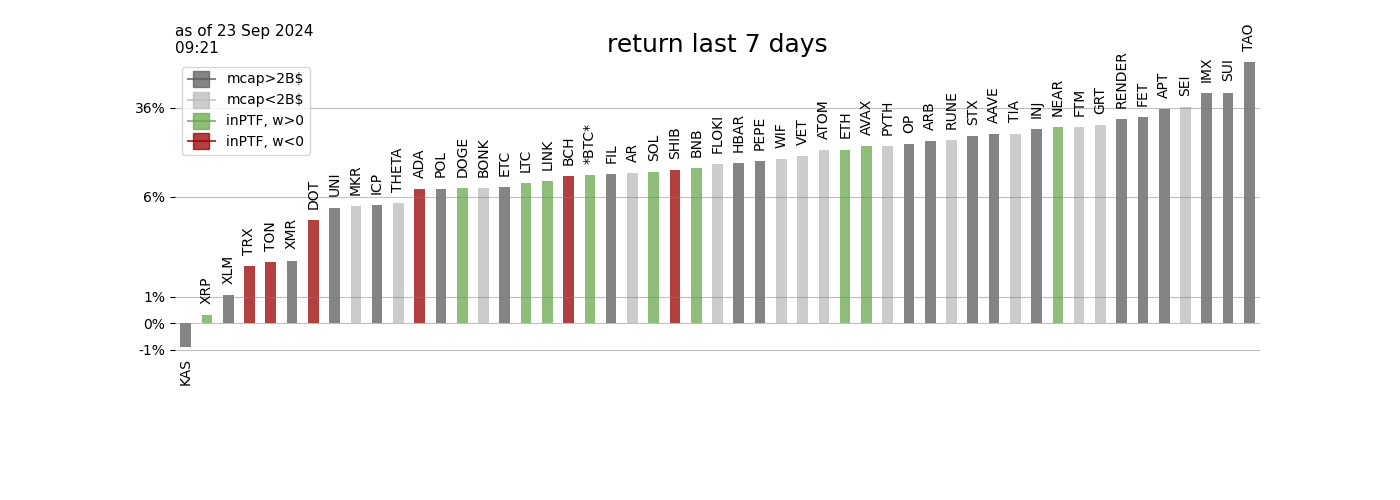 as of 23 Sep 2024
09:21
return last 7 days
mcap>2B$
mcap<2B$
inPTF, w>0
inPTF, w<0
36%
6%
1%
0%
-1%
KAS
XRP
XLM
TRX
TON
XMR
DOT
UNI
MKR
ICP
THETA
ADA
POL
DOGE
BONK
ETC
LTC
LINK
BCH
*BTC*
FIL
AR
SOL
SHIB
BNB
FLOKI
HBAR
PEPE
WIF
VET
ATOM
ETH
AVAX
PYTH
OP
ARB
RUNE
STX
AAVE
TIA
INJ
NEAR
FTM
GRT
RENDER
FET
APT
SEI
IMX
SUI
TAO